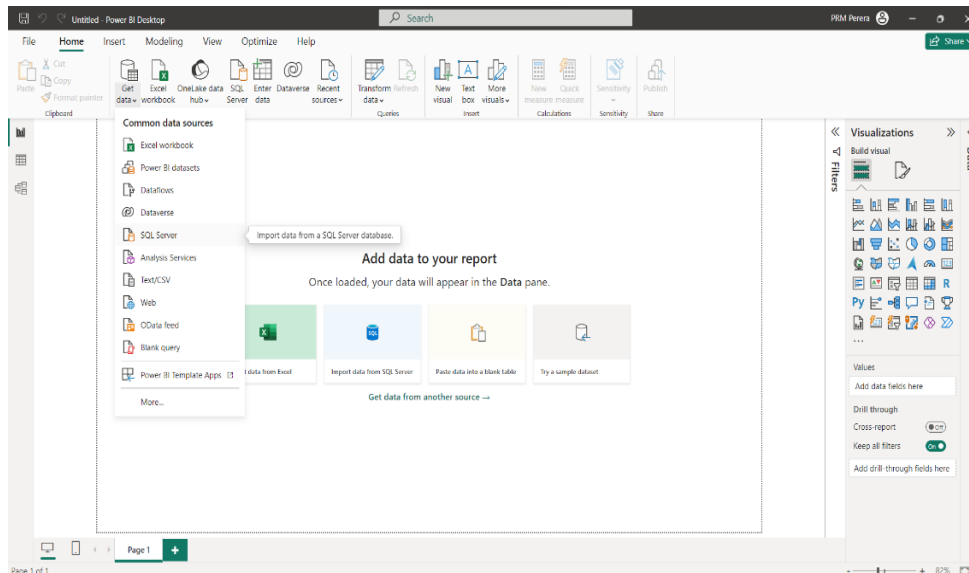 Untitled - Power BI Desktop
Search
PRM Perera
File Home Insert Modeling View Optimize Help
Share
Paste
Cut
Copy
Format painter
Get data
Excel workbook
OneLake data hub
SQL Server
Enter data
Dataverse
Recent sources
Transform data
Refresh
New visual
Text box
More visuals
New measure
Quick measure
Sensitivity
Publish
Clipboard
Queries
Insert
Calculations
Sensitivity
Share
Common data sources
Excel workbook
Power BI datasets
Dataflows
Dataverse
SQL Server
Import data from a SQL Server database.
Analysis Services
Text/CSV
Web
OData feed
Blank query
Power BI Template Apps
More...
Add data to your report
Once loaded, your data will appear in the Data pane.
SQL
data from Excel
Import data from SQL Server
Paste data into a blank table
Try a sample dataset
Get data from another source →
Filters
Visualizations
Build visual
R
Py
...
Values
Add data fields here
Drill through
Cross-report
Off
Keep all filters
On
Add drill-through fields here
Page 1
Page 1 of 1
82%